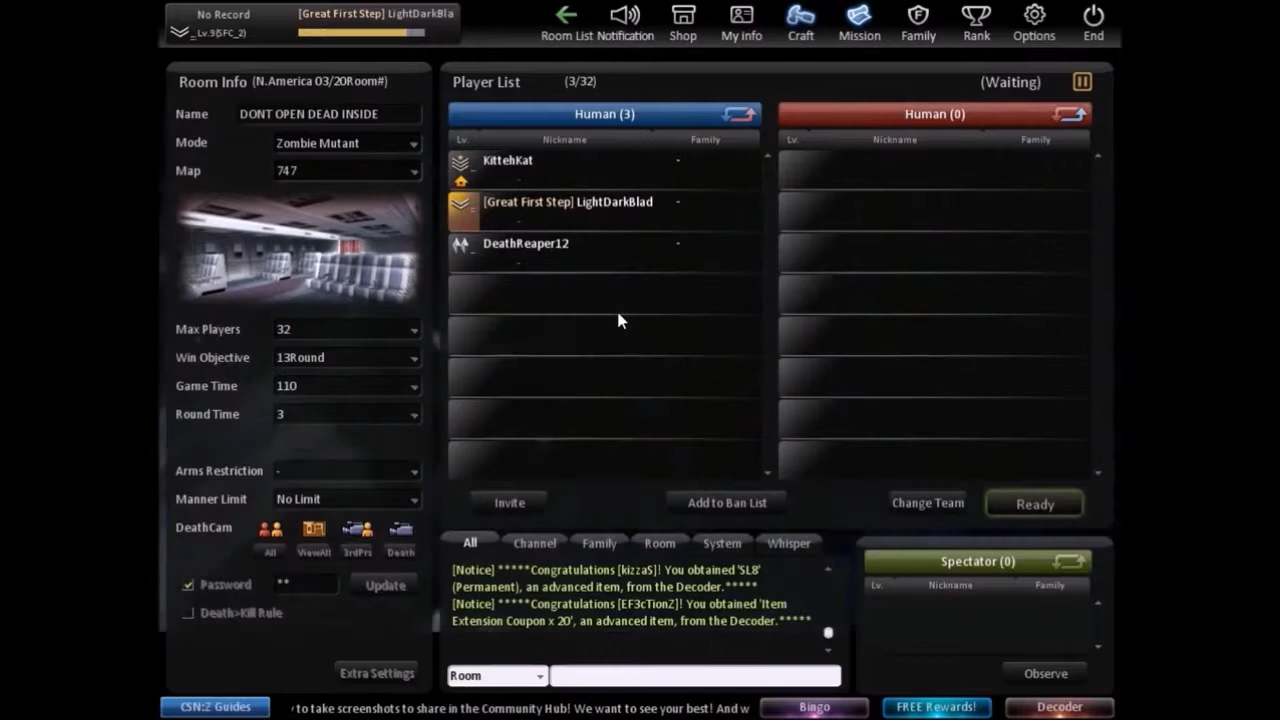 No Record
[Great First Step] LightDarkBla
Lv.9(SFC_2)
Room List
Notification
Shop
My info
Craft
Mission
Family
Rank
Options
End
Room Info (N.America 03/20Room#)
Name DONT OPEN DEAD INSIDE
Mode Zombie Mutant
Map 747
Max Players 32
Win Objective 13Round
Game Time 110
Round Time 3
Arms Restriction -
Manner Limit No Limit
DeathCam
All ViewAll 3rdPrs Death
Password ** Update
Death>Kill Rule
Extra Settings
Player List (3/32) (Waiting)
Human (3)
Lv. Nickname Family
KittehKat -
-
[Great First Step] LightDarkBlad -
-
DeathReaper12 -
-
Human (0)
Lv. Nickname Family
Invite Add to Ban List Change Team Ready
All Channel Family Room System Whisper
[Notice] *****Congratulations [kizzaS]! You obtained 'SL8'
(Permanent), an advanced item, from the Decoder.*****
[Notice] *****Congratulations [EF3cTionZ]! You obtained 'Item
Extension Coupon x 20', an advanced item, from the Decoder.*****
Room
Spectator (0)
Lv. Nickname Family
Observe
CSN:Z Guides
to take screenshots to share in the Community Hub! We want to see your best! And w
Bingo
FREE Rewards!
Decoder